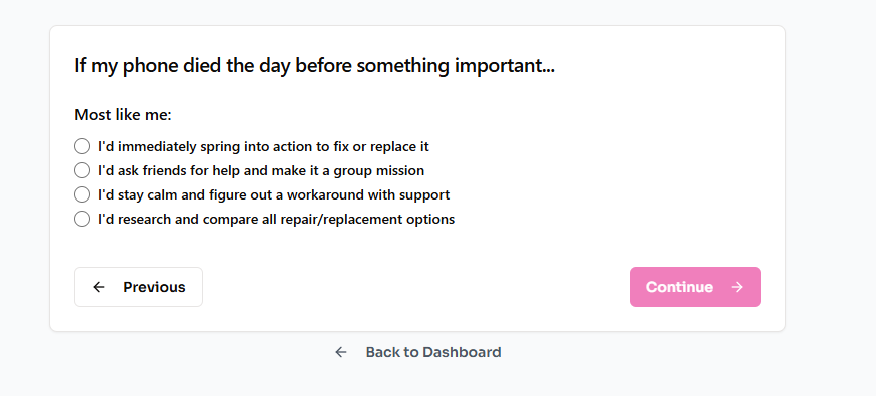 If my phone died the day before something important...
Most like me:
I'd immediately spring into action to fix or replace it
I'd ask friends for help and make it a group mission
I'd stay calm and figure out a workaround with support
I'd research and compare all repair/replacement options
← Previous
Continue →
← Back to Dashboard